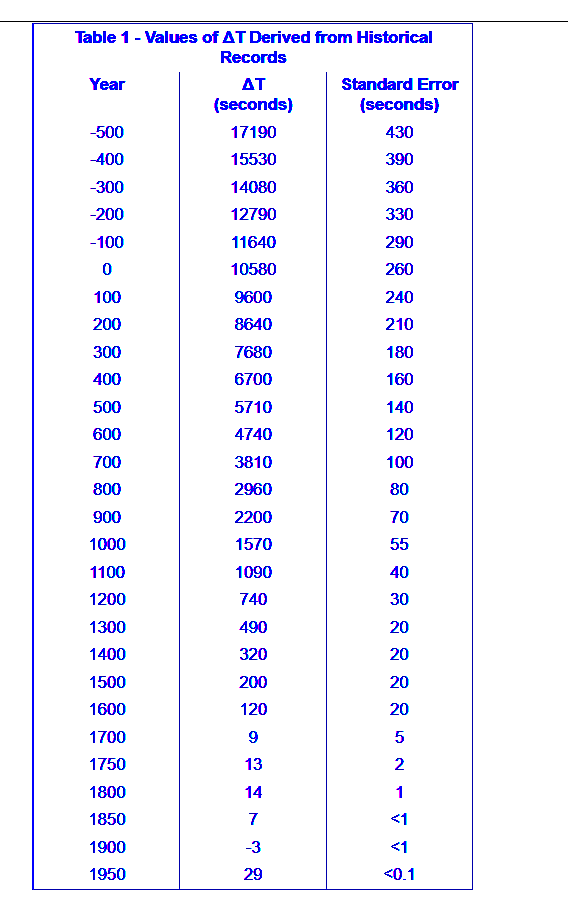 Table 1 - Values of ΔT Derived from Historical
Records
Year ΔT (seconds) Standard Error (seconds)
-500 17190 430
-400 15530 390
-300 14080 360
-200 12790 330
-100 11640 290
0 10580 260
100 9600 240
200 8640 210
300 7680 180
400 6700 160
500 5710 140
600 4740 120
700 3810 100
800 2960 80
900 2200 70
1000 1570 55
1100 1090 40
1200 740 30
1300 490 20
1400 320 20
1500 200 20
1600 120 20
1700 9 5
1750 13 2
1800 14 1
1850 7 <1
1900 -3 <1
1950 29 <0.1